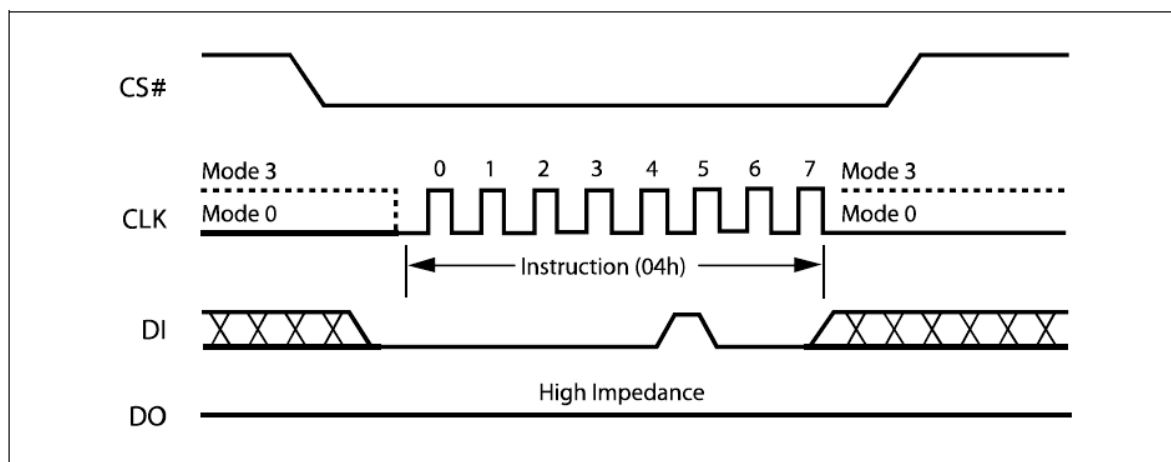 CS#
Mode 3 0 1 2 3 4 5 6 7 Mode 3
CLK Mode 0 Mode 0
Instruction (04h)
DI
High Impedance
DO